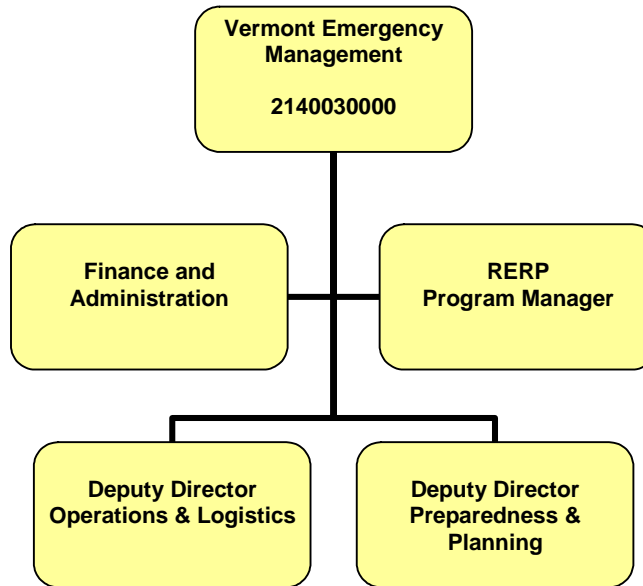 Vermont Emergency
Management
2140030000
Finance and
Administration
RERP
Program Manager
Deputy Director
Operations & Logistics
Deputy Director
Preparedness &
Planning